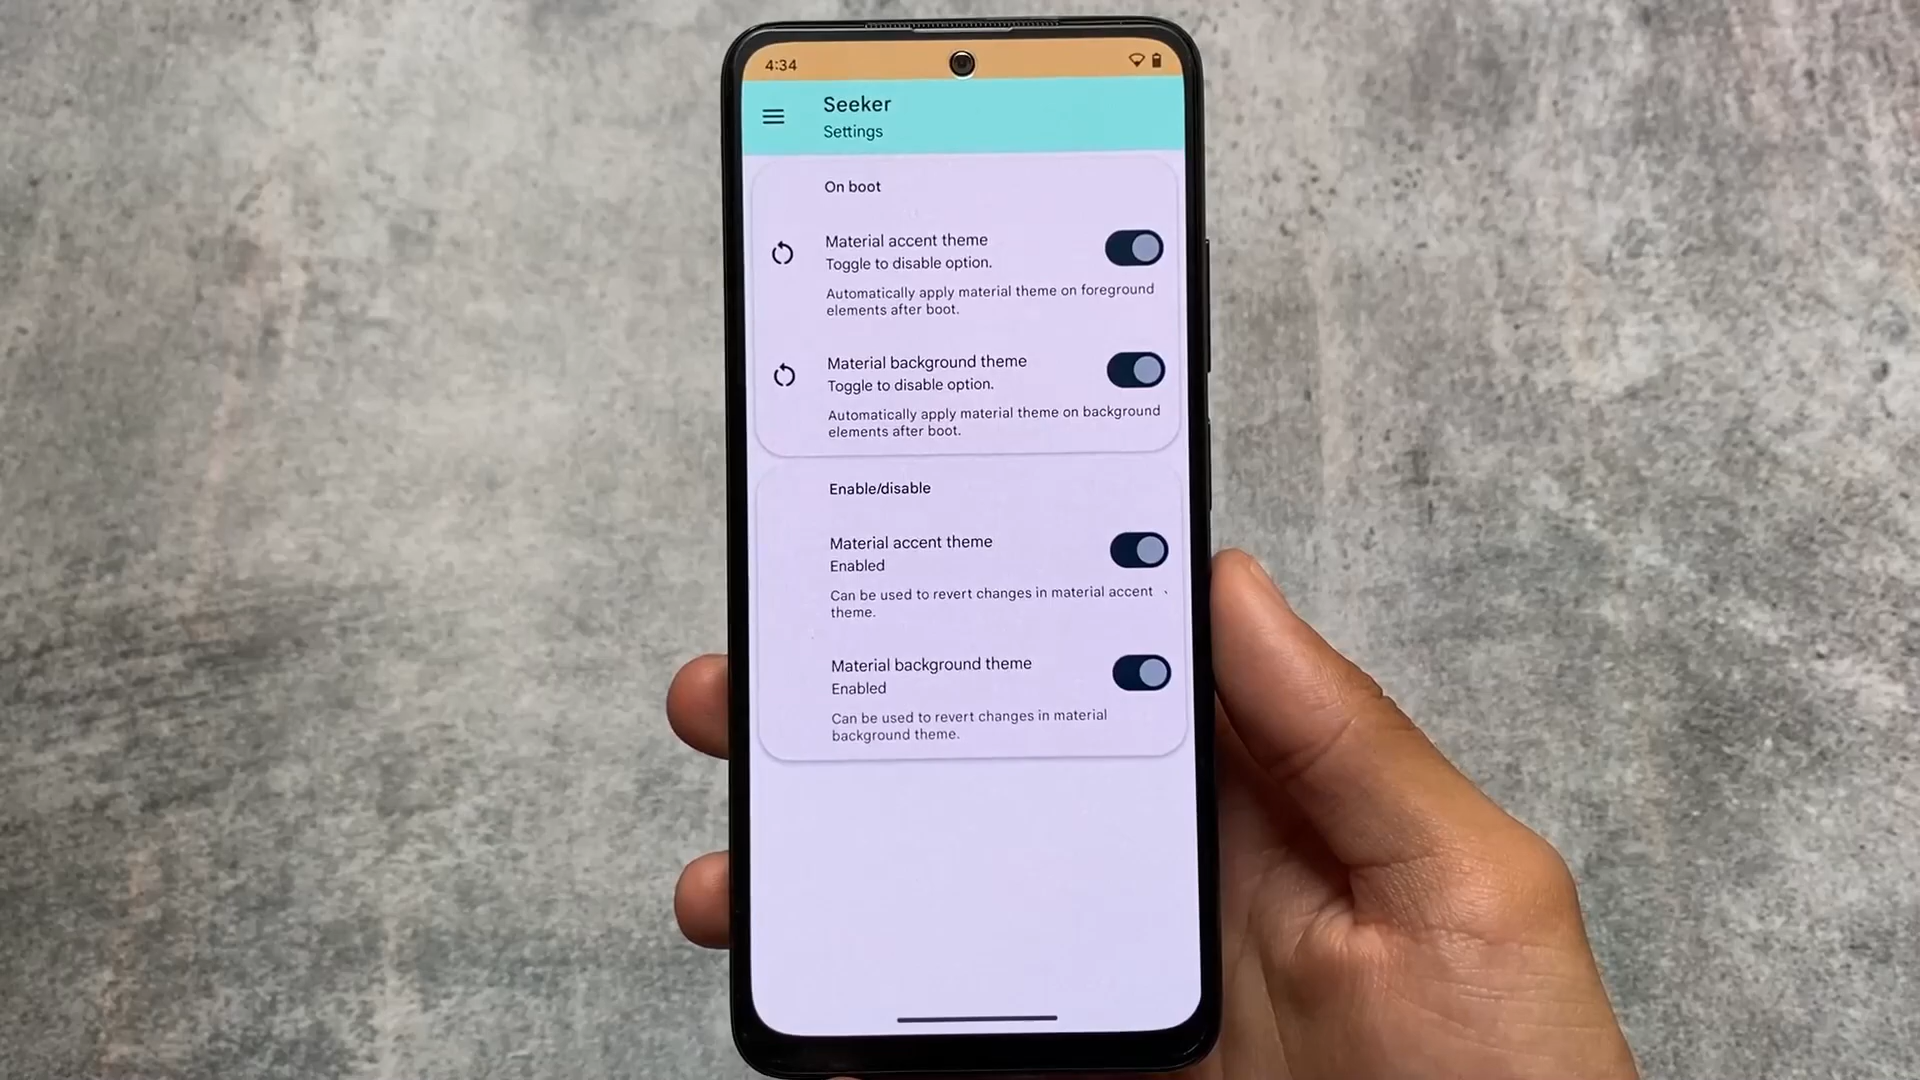 4:34
Seeker
Settings
On boot
Material accent theme
Toggle to disable option.
Automatically apply material theme on foreground
elements after boot.
Material background theme
Toggle to disable option.
Automatically apply material theme on background
elements after boot.
Enable/disable
Material accent theme
Enabled
Can be used to revert changes in material accent
theme.
Material background theme
Enabled
Can be used to revert changes in material
background theme.